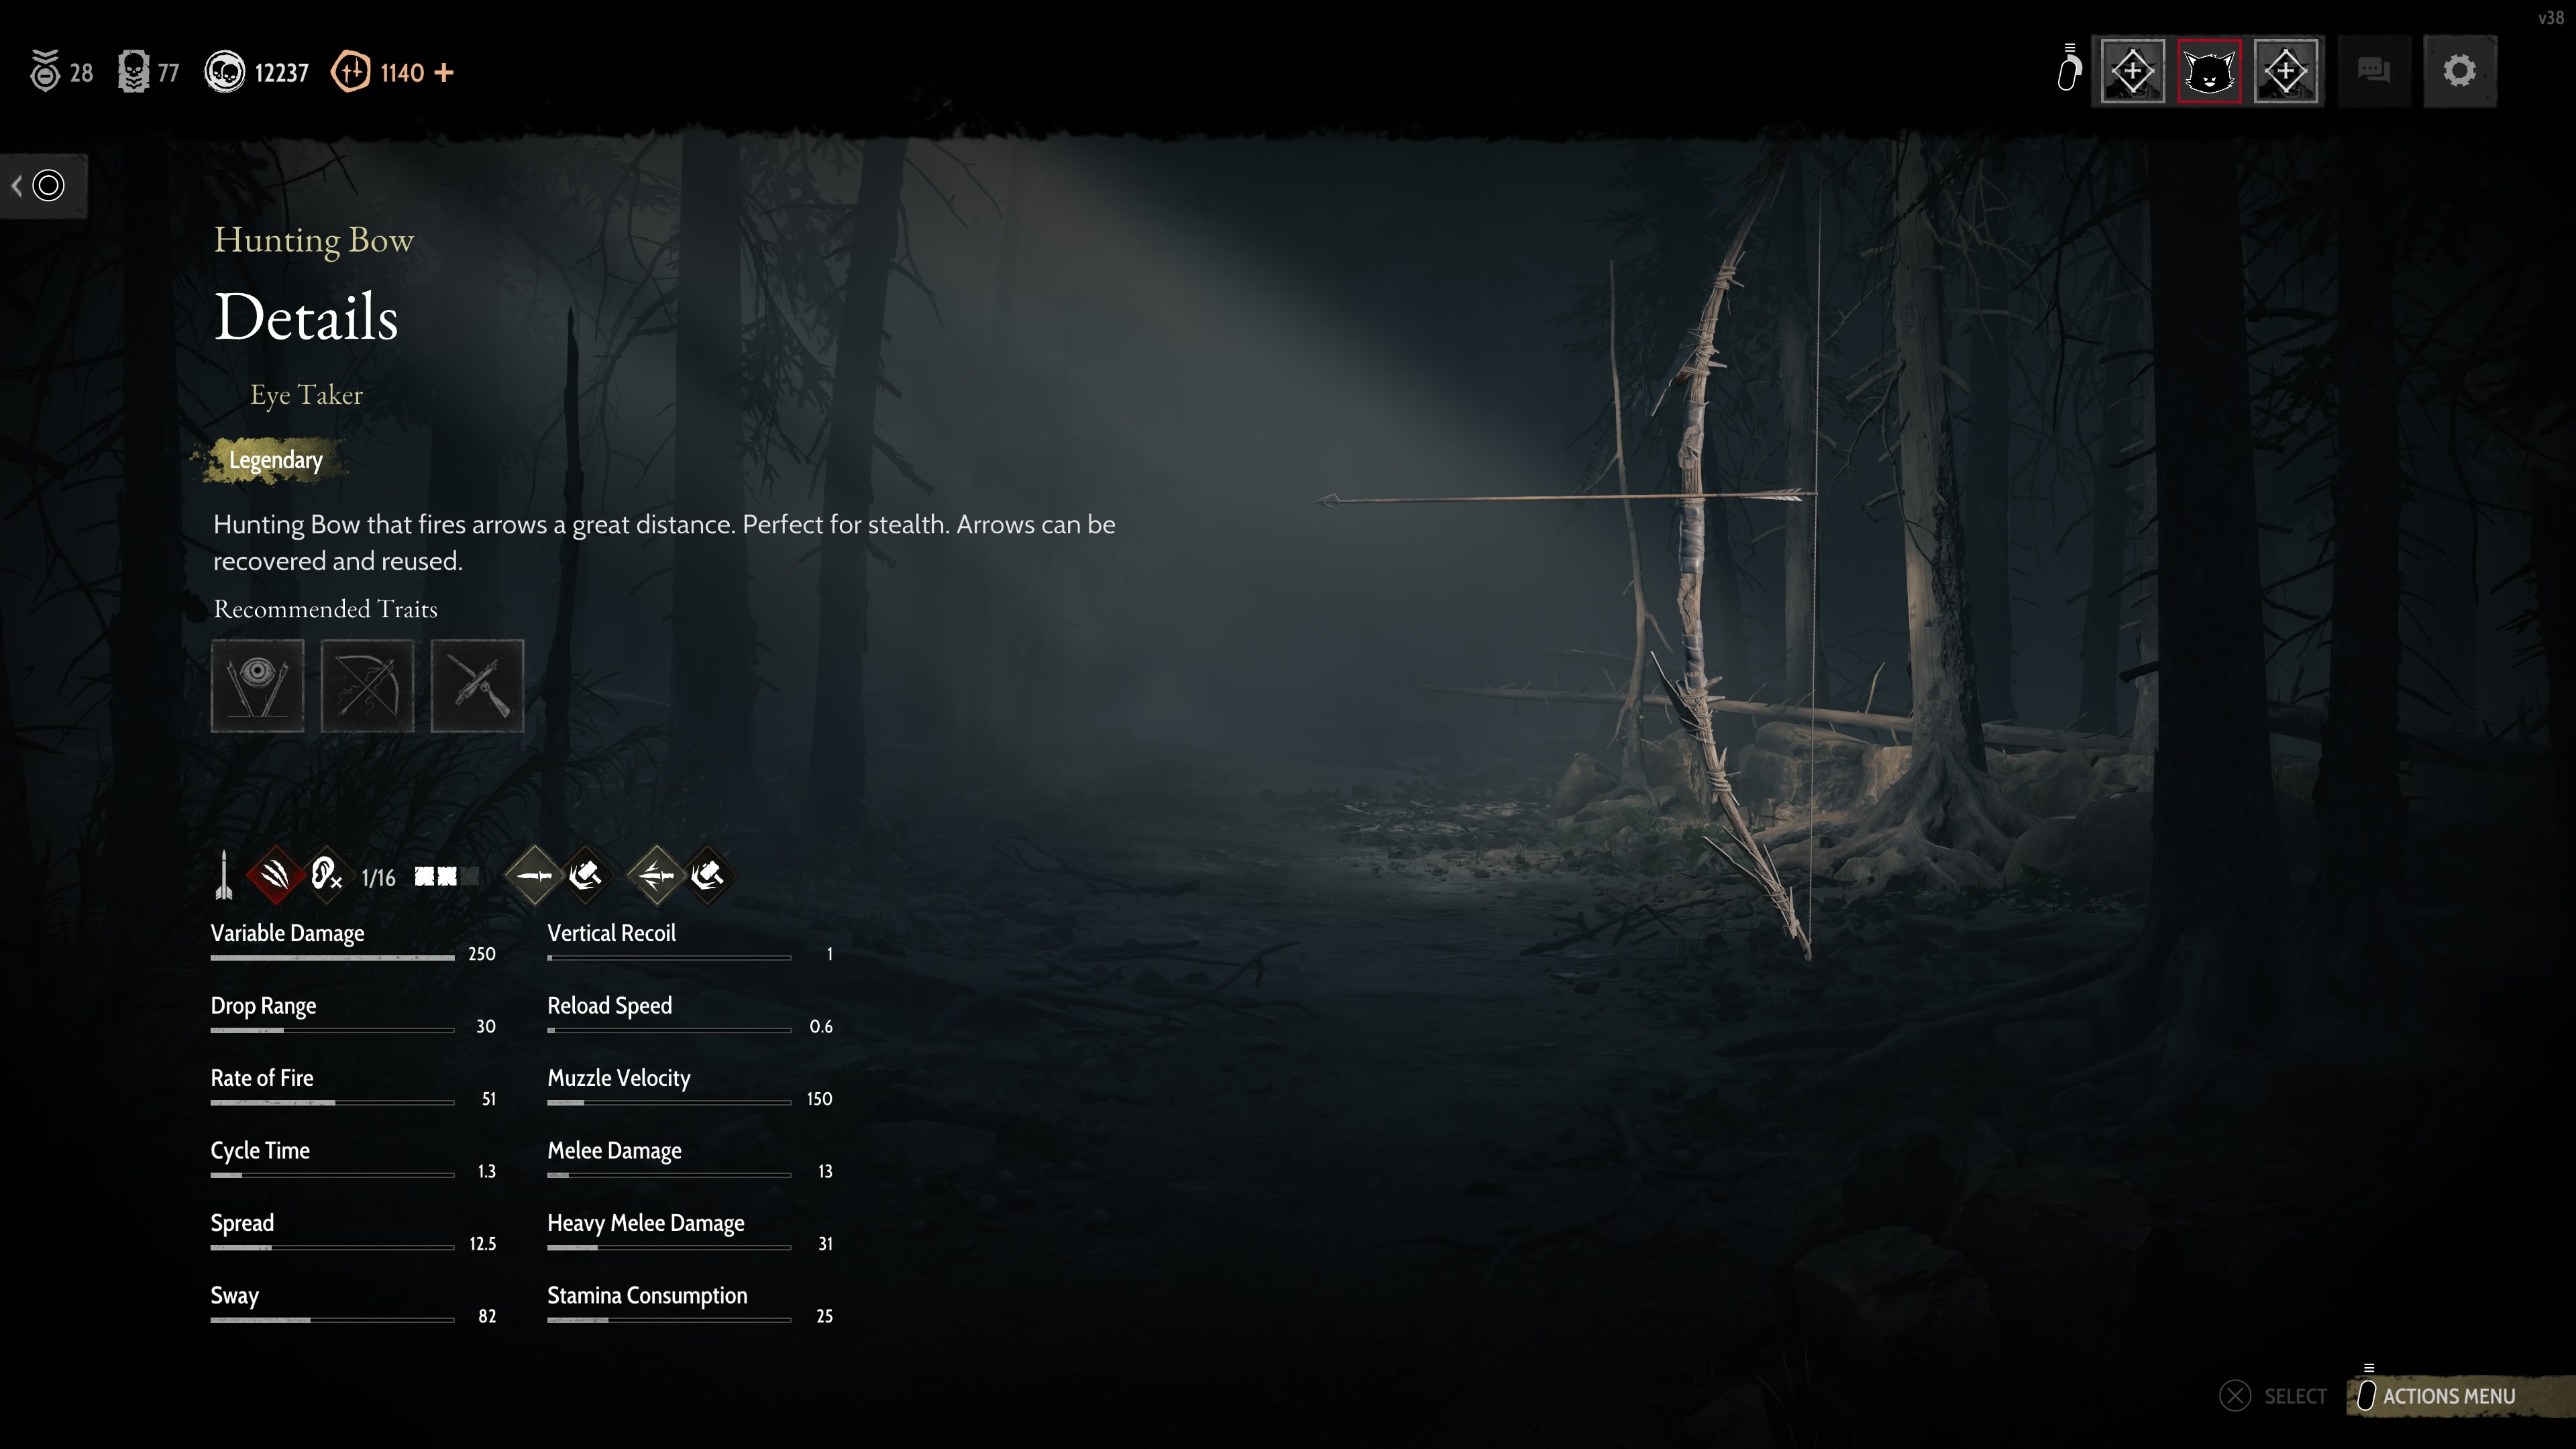 v38
28 77 12237 1140 +
Hunting Bow
Details
Eye Taker
Legendary
Hunting Bow that fires arrows a great distance. Perfect for stealth. Arrows can be
recovered and reused.
Recommended Traits
1/16
Variable Damage
250
Drop Range
30
Rate of Fire
51
Cycle Time
1.3
Spread
12.5
Sway
82
Vertical Recoil
1
Reload Speed
0.6
Muzzle Velocity
150
Melee Damage
13
Heavy Melee Damage
31
Stamina Consumption
25
SELECT
ACTIONS MENU